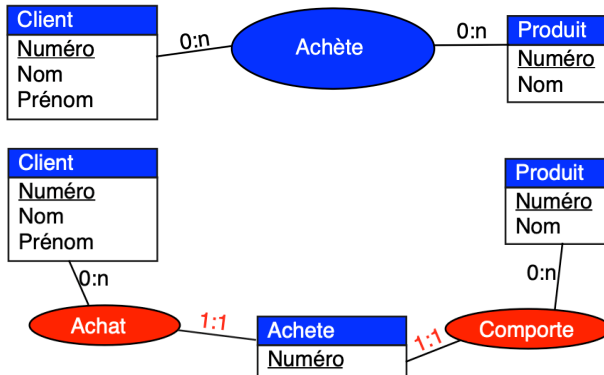 Client
Numéro
Nom
Prénom
0:n
Achète
0:n
Produit
Numéro
Nom
Client
Numéro
Nom
Prénom
0:n
Achat
1:1
Achete
Numéro
1:1
Comporte
0:n
Produit
Numéro
Nom